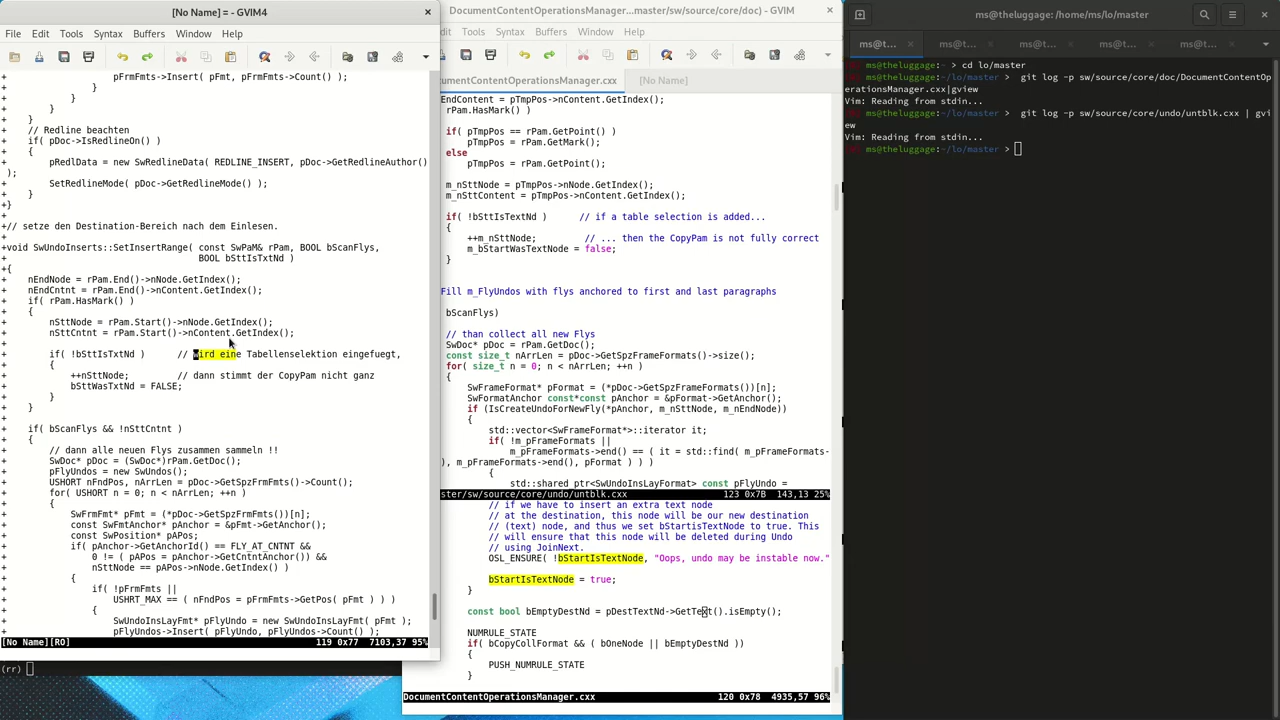 [No Name] = - GVIM4
File Edit Tools Syntax Buffers Window Help
+                    pFrmFmts->Insert( pFmt, pFrmFmts->Count() );
+                }
+            }
+        }
+    }
+    // Redline beachten
+    if( pDoc->IsRedlineOn() )
+    {
+        pRedlData = new SwRedlineData( REDLINE_INSERT, pDoc->GetRedlineAuthor()
);
+        SetRedlineMode( pDoc->GetRedlineMode() );
+    }
+}
+
+// setze den Destination-Bereich nach dem Einlesen.
+
+void SwUndoInserts::SetInsertRange( const SwPaM& rPam, BOOL bScanFlys,
+                                    BOOL bSttIsTxtNd )
+{
+    nEndNode = rPam.End()->nNode.GetIndex();
+    nEndCntnt = rPam.End()->nContent.GetIndex();
+    if( rPam.HasMark() )
+    {
+        nSttNode = rPam.Start()->nNode.GetIndex();
+        nSttCntnt = rPam.Start()->nContent.GetIndex();
+
+        if( !bSttIsTxtNd )      // wird eine Tabellenselektion eingefuegt,
+        {
+            ++nSttNode;         // dann stimmt der CopyPam nicht ganz
+            bSttWasTxtNd = FALSE;
+        }
+    }
+
+    if( bScanFlys && !nSttCntnt )
+    {
+        // dann alle neuen Flys zusammen sammeln !!
+        SwDoc* pDoc = (SwDoc*)rPam.GetDoc();
+        pFlyUndos = new SwUndos();
+        USHORT nFndPos, nArrLen = pDoc->GetSpzFrmFmts()->Count();
+        for( USHORT n = 0; n < nArrLen; ++n )
+        {
+            SwFrmFmt* pFmt = (*pDoc->GetSpzFrmFmts())[n];
+            const SwFmtAnchor* pAnchor = &pFmt->GetAnchor();
+            const SwPosition* pAPos;
+            if( pAnchor->GetAnchorId() == FLY_AT_CNTNT &&
+                0 != ( pAPos = pAnchor->GetCntntAnchor()) &&
+                nSttNode == pAPos->nNode.GetIndex() )
+            {
+                if( !pFrmFmts ||
+                    USHRT_MAX == ( nFndPos = pFrmFmts->GetPos( pFmt ) ) )
+                {
+                    SwUndoInsLayFmt* pFlyUndo = new SwUndoInsLayFmt( pFmt );
+                    pFlyUndos->Insert( pFlyUndo, pFlyUndos->Count() );
[No Name][RO] 119 0x77 7103,37 95%
(rr)
DocumentContentOperationsManager.c...master/sw/source/core/doc) - GVIM
Tools Syntax Buffers Window Help
cumentContentOperationsManager.cxx [No Name]
EndContent = pTmpPos->nContent.GetIndex();
rPam.HasMark() )
if( pTmpPos == rPam.GetPoint() )
    pTmpPos = rPam.GetMark();
else
    pTmpPos = rPam.GetPoint();
m_nSttNode = pTmpPos->nNode.GetIndex();
m_nSttContent = pTmpPos->nContent.GetIndex();
if( !bSttIsTextNd )      // if a table selection is added...
{
    ++m_nSttNode;         // ... then the CopyPam is not fully correct
    m_bStartWasTextNode = false;
}
Fill m_FlyUndos with flys anchored to first and last paragraphs
bScanFlys)
// than collect all new Flys
SwDoc* pDoc = rPam.GetDoc();
const size_t nArrLen = pDoc->GetSpzFrameFormats()->size();
for( size_t n = 0; n < nArrLen; ++n )
{
    SwFrameFormat* pFormat = (*pDoc->GetSpzFrameFormats())[n];
    SwFormatAnchor const*const pAnchor = &pFormat->GetAnchor();
    if (IsCreateUndoForNewFly(*pAnchor, m_nSttNode, m_nEndNode))
    {
        std::vector<SwFrameFormat*>::iterator it;
        if( !m_pFrameFormats ||
            m_pFrameFormats->end() == ( it = std::find( m_pFrameFormats-
), m_pFrameFormats->end(), pFormat ) ) )
        {
            std::shared_ptr<SwUndoInsLayFormat> const pFlyUndo =
ster/sw/source/core/undo/untblk.cxx 123 0x7B 143,13 25%
// if we have to insert an extra text node
// at the destination, this node will be our new destination
// (text) node, and thus we set bStartisTextNode to true. This
// will ensure that this node will be deleted during Undo
// using JoinNext.
OSL_ENSURE( !bStartIsTextNode, "Oops, undo may be instable now."
bStartIsTextNode = true;
}
const bool bEmptyDestNd = pDestTextNd->GetText().isEmpty();
NUMRULE_STATE
if( bCopyCollFormat && ( bOneNode || bEmptyDestNd ))
{
    PUSH_NUMRULE_STATE
}
DocumentContentOperationsManager.cxx 120 0x78 4935,57 96%
ms@theluggage: /home/ms/lo/master
ms@t... ms@t... ms@t... ms@t... ms@t...
ms@theluggage:~ > cd lo/master
ms@theluggage:~/lo/master >  git log -p sw/source/core/doc/DocumentContentOp
erationsManager.cxx|gview
Vim: Reading from stdin...
ms@theluggage:~/lo/master >  git log -p sw/source/core/undo/untblk.cxx | gvi
ew
Vim: Reading from stdin...
ms@theluggage:~/lo/master >